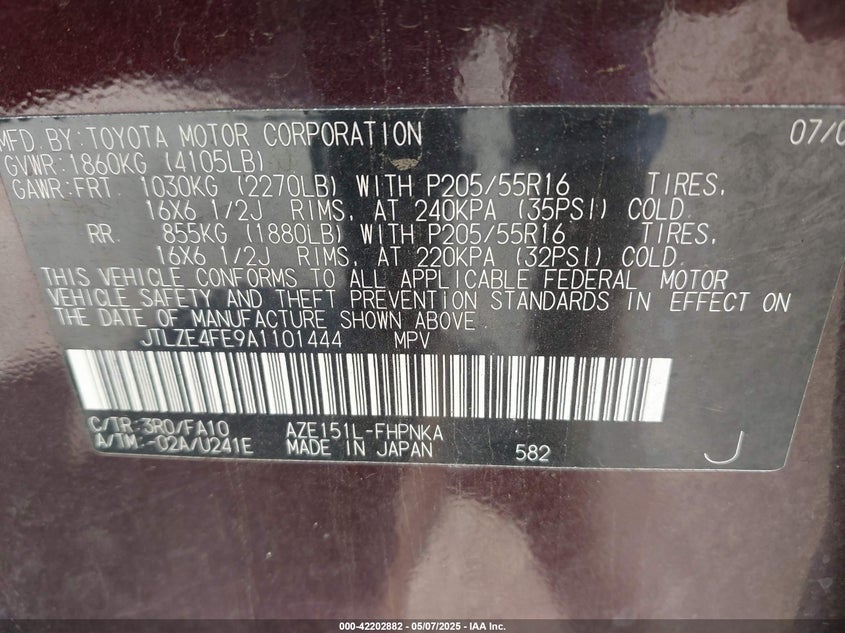 MFD. BY: TOYOTA MOTOR CORPORATION 07/0
GVWR: 1860KG (4105LB)
GAWR: FRT. 1030KG (2270LB) WITH P205/55R16 TIRES,
16X6 1/2J RIMS, AT 240KPA (35PSI) COLD
RR. 855KG (1880LB) WITH P205/55R16 TIRES,
16X6 1/2J RIMS, AT 220KPA (32PSI) COLD
THIS VEHICLE CONFORMS TO ALL APPLICABLE FEDERAL MOTOR
VEHICLE SAFETY AND THEFT PREVENTION STANDARDS IN EFFECT ON
THE DATE OF MANUFACTURE SHOWN ABOVE
JTLZE4FE9A1101444 MPV
C/TR: 3R0/FA10 AZE151L-FHPNKA
A/TM: -02A/U241E MADE IN JAPAN 582 J
000-42202882 - 05/07/2025 - IAA Inc.